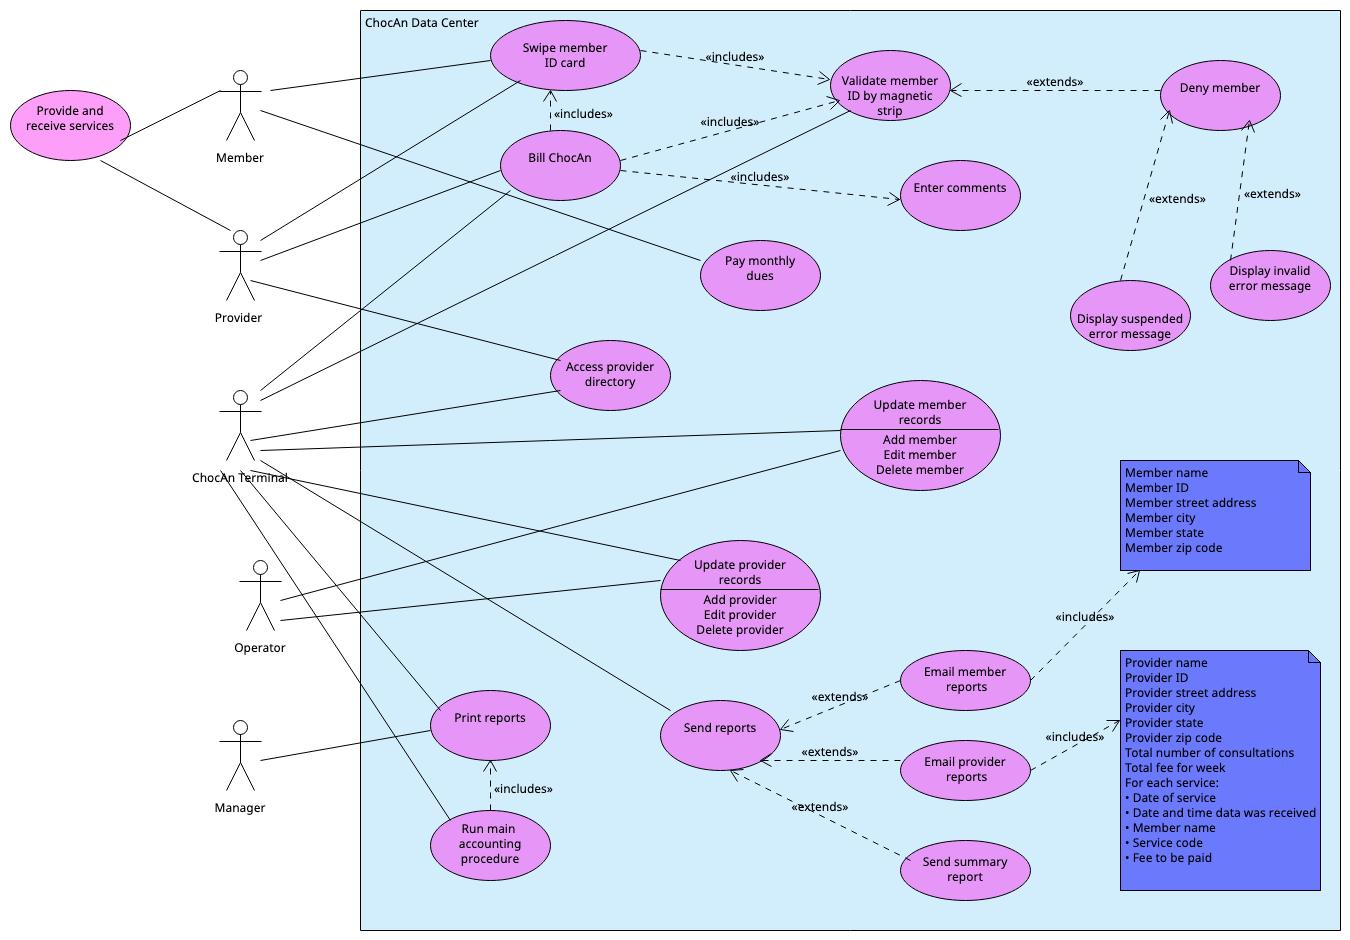 ChocAn Data Center
Swipe member
ID card
«includes»
Validate member
ID by magnetic
strip
«extends»
Deny member
Provide and
receive services
Member
«includes»
«includes»
Bill ChocAn
«includes»
Enter comments
«extends»
«extends»
Provider
Pay monthly
dues
Display invalid
error message
Display suspended
error message
Access provider
directory
ChocAn Terminal
Update member
records
Add member
Edit member
Delete member
Member name
Member ID
Member street address
Member city
Member state
Member zip code
Operator
Update provider
records
Add provider
Edit provider
Delete provider
«includes»
Email member
reports
«extends»
Print reports
Send reports
«extends»
Email provider
reports
«includes»
Provider name
Provider ID
Provider street address
Provider city
Provider state
Provider zip code
Total number of consultations
Total fee for week
For each service:
• Date of service
• Date and time data was received
• Member name
• Service code
• Fee to be paid
Manager
«includes»
«extends»
Run main
accounting
procedure
Send summary
report